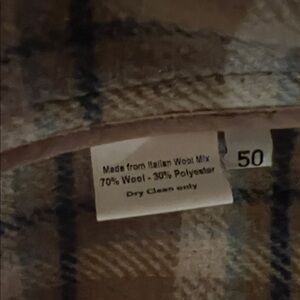 Made from Italian Wool Mix
70% Wool - 30% Polyester
Dry Clean only
50